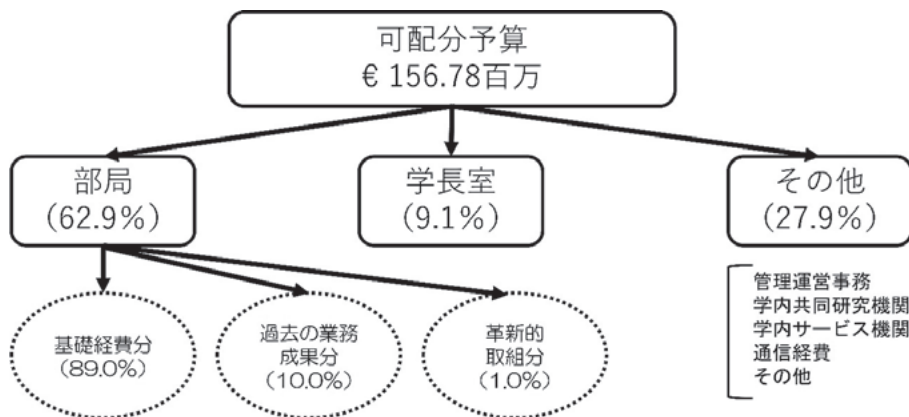 可配分予算
€ 156.78百万
部局
(62.9%)
学長室
(9.1%)
その他
(27.9%)
基礎経費分
(89.0%)
過去の業務
成果分
(10.0%)
革新的
取組分
(1.0%)
管理運営事務
学内共同研究機関
学内サービス機関
通信経費
その他